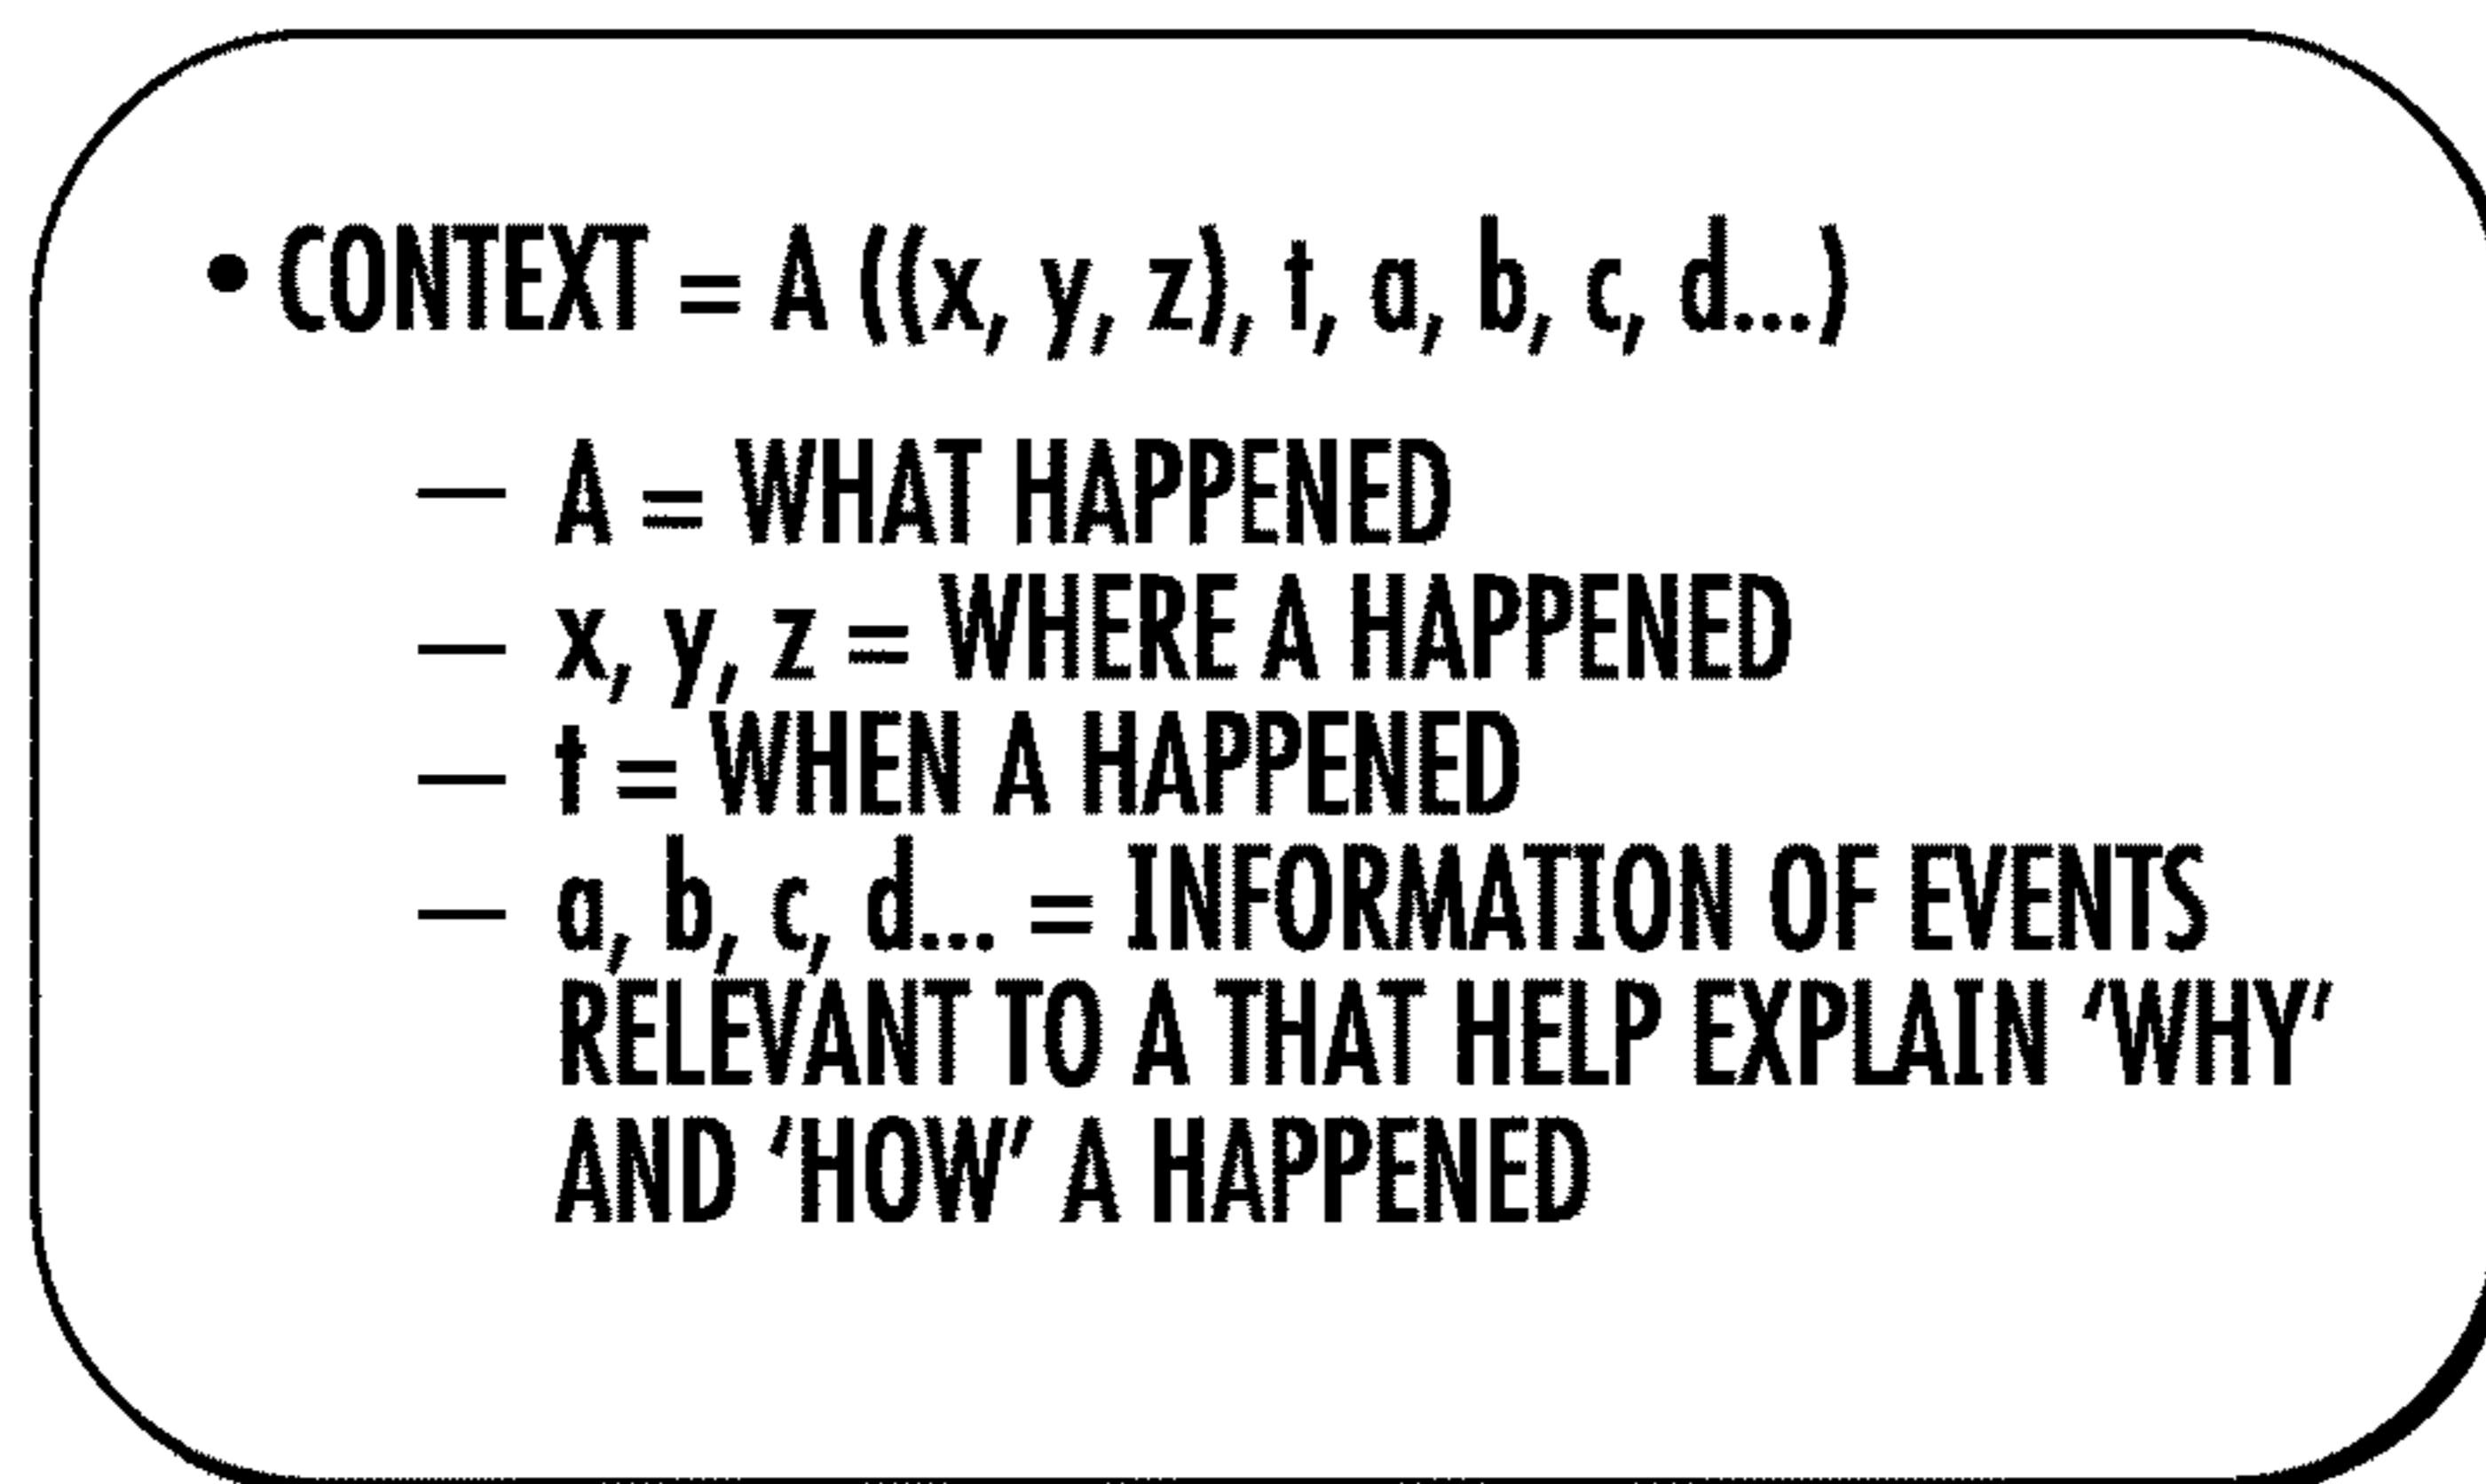 • CONTEXT = A ((x, y, z), t, a, b, c, d...)
— A = WHAT HAPPENED
— x, y, z = WHERE A HAPPENED
— t = WHEN A HAPPENED
— a, b, c, d... = INFORMATION OF EVENTS
RELEVANT TO A THAT HELP EXPLAIN ‘WHY’
AND ‘HOW’ A HAPPENED